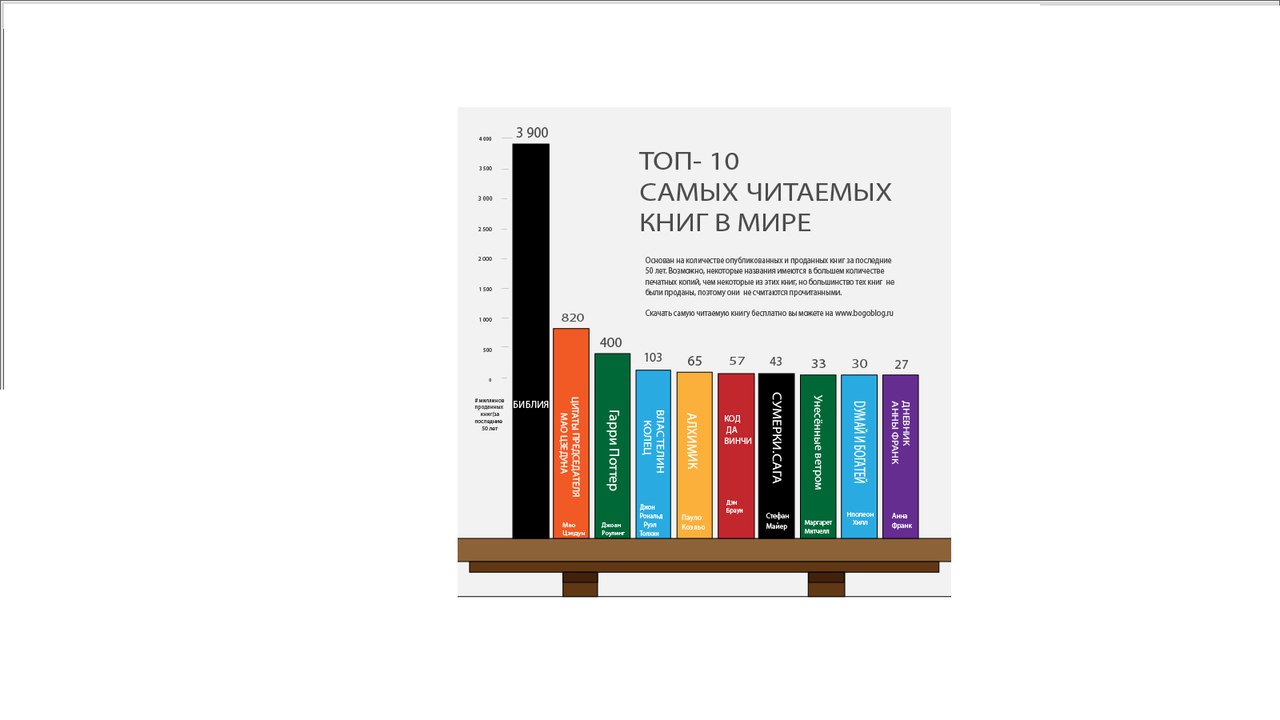 ТОП- 10
САМЫХ ЧИТАЕМЫХ
КНИГ В МИРЕ
Основан на количестве опубликованных и проданных книг за последние
50 лет. Возможно, некоторые названия имеются в большем количестве
печатных копий, чем некоторые из этих книг, но большинство тех книг не
были проданы, поэтому они не счмтаются прочитанными.
Скачать самую читаемую книгу бесплатно вы можете на www.bogoblog.ru
4 000
3 500
3 000
2 500
2 000
1 500
1 000
500
0
# миллинов
проданных
книг(за
последние
50 лет
3 900
БИБЛИЯ
820
ЦИТАТЫ ПРЕДСЕДАТЕЛЯ
МАО ЦЗЕДУНА
Мао
Цзедун
400
Гарри Поттер
Джоан
Роулинг
103
ВЛАСТЕЛИН
КОЛЕЦ
Джон
Рональд
Руэл
Толкин
65
АЛХИМИК
Пауло
Коэльо
57
КОД
ДА
ВИНЧИ
Дэн
Браун
43
СУМЕРКИ.САГА
Стефан
Майер
33
Унесённые ветром
Маргарет
Митчелл
30
DУМАЙ И БОГАТЕЙ
Нполеон
Хилл
27
ДНЕВНИК
АННЫ ФРАНК
Анна
Франк